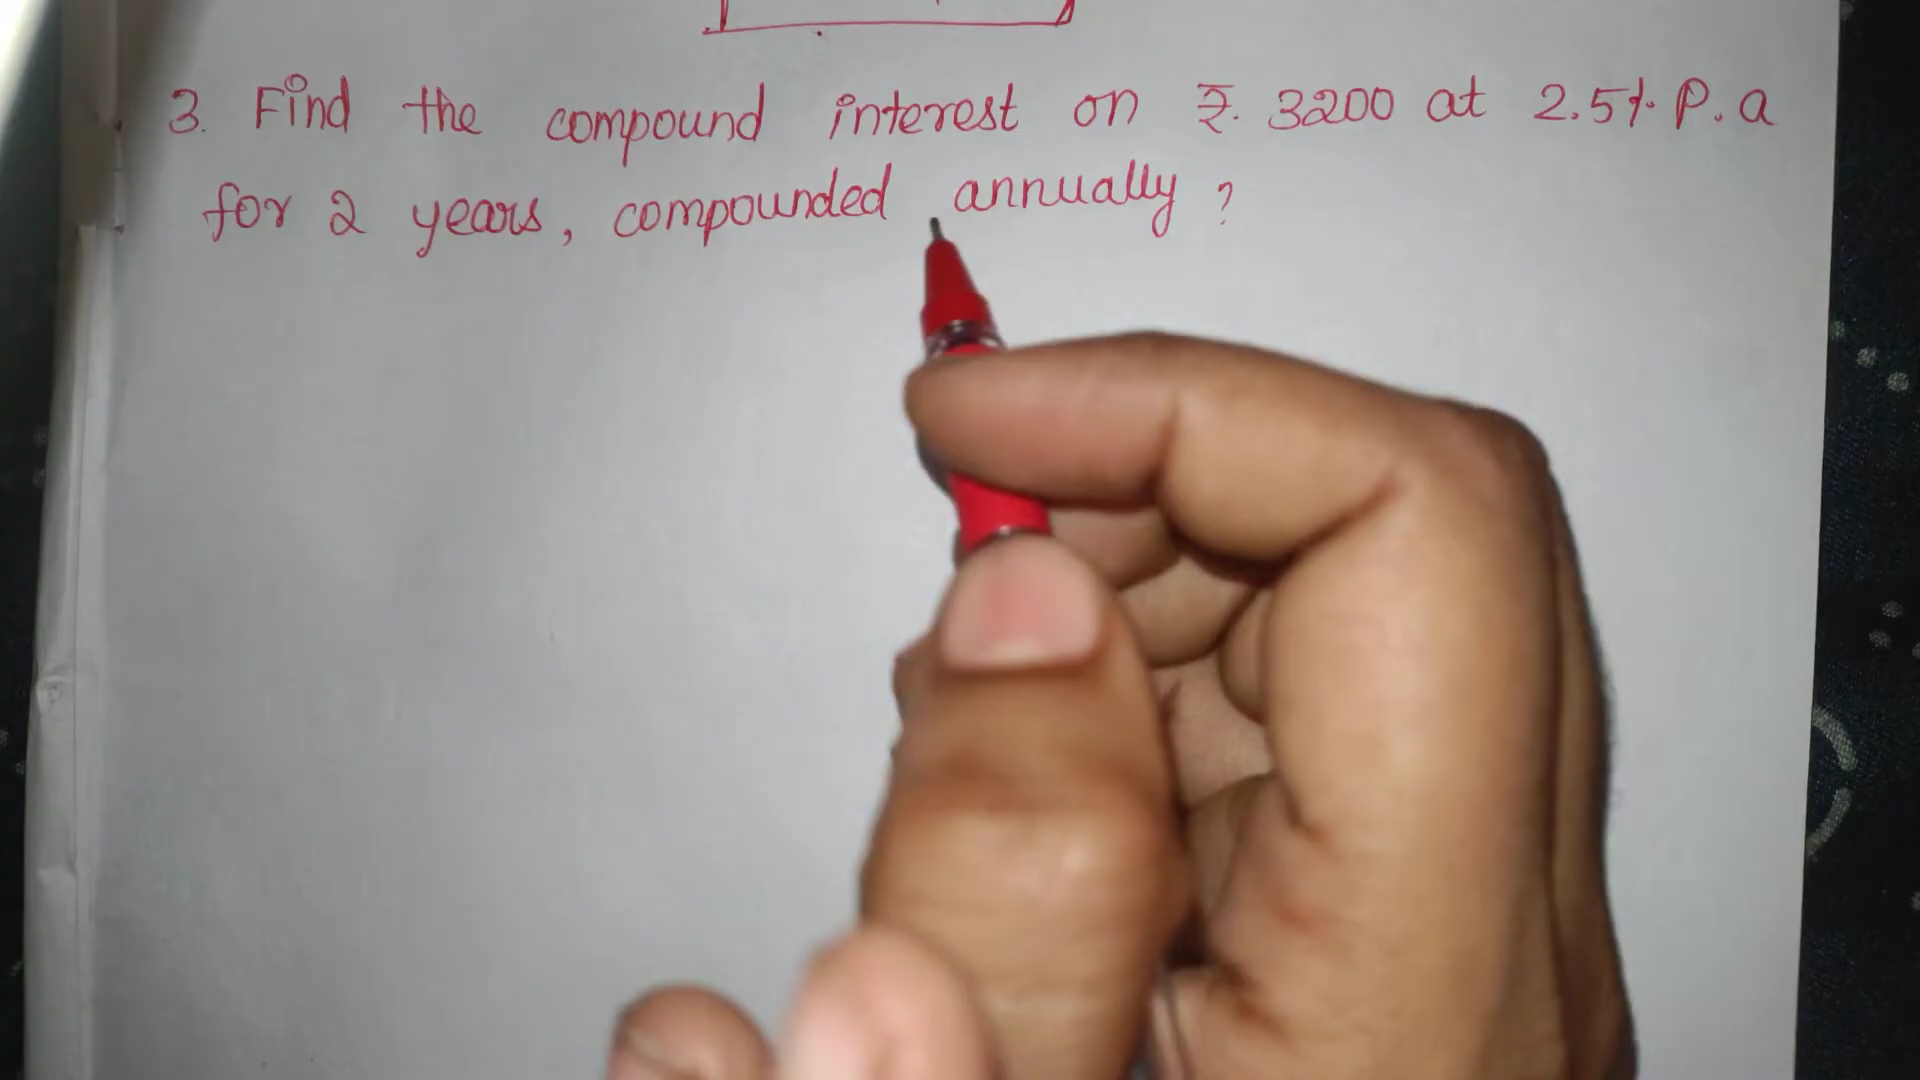 3. Find the compound interest on ₹. 3200 at 2.5% P.a
for 2 years, compounded annually ?